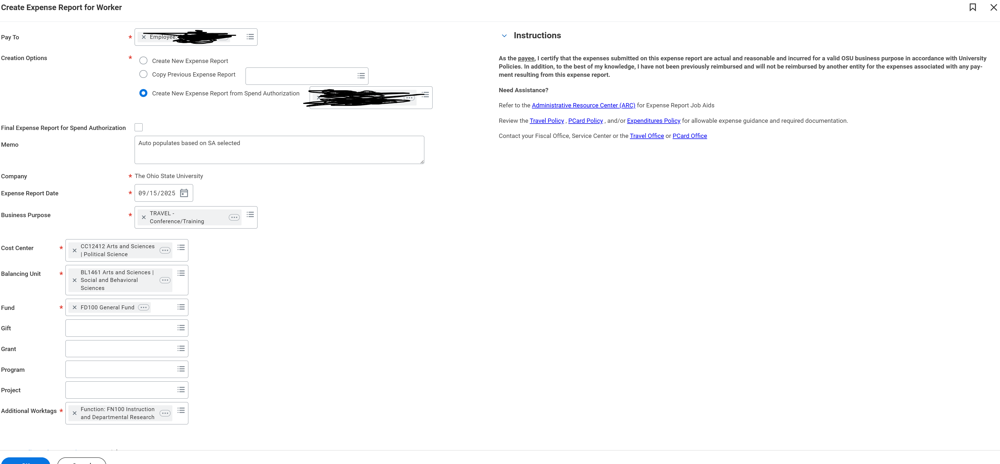 Create Expense Report for Worker
Pay To
* Employee:
Creation Options
* Create New Expense Report
Copy Previous Expense Report
Create New Expense Report from Spend Authorization
Final Expense Report for Spend Authorization
Memo
Auto populates based on SA selected
Company
* The Ohio State University
Expense Report Date
* 09/15/2025
Business Purpose
* TRAVEL -
Conference/Training
Cost Center
* CC12412 Arts and Sciences
| Political Science
Balancing Unit
* BL1461 Arts and Sciences |
Social and Behavioral
Sciences
Fund
* FD100 General Fund
Gift
Grant
Program
Project
Additional Worktags
* Function: FN100 Instruction
and Departmental Research
Instructions
As the payee, I certify that the expenses submitted on this expense report are actual and reasonable and incurred for a valid OSU business purpose in accordance with University
Policies. In addition, to the best of my knowledge, I have not been previously reimbursed and will not be reimbursed by another entity for the expenses associated with any pay-
ment resulting from this expense report.
Need Assistance?
Refer to the Administrative Resource Center (ARC) for Expense Report Job Aids
Review the Travel Policy , PCard Policy , and/or Expenditures Policy for allowable expense guidance and required documentation.
Contact your Fiscal Office, Service Center or the Travel Office or PCard Office